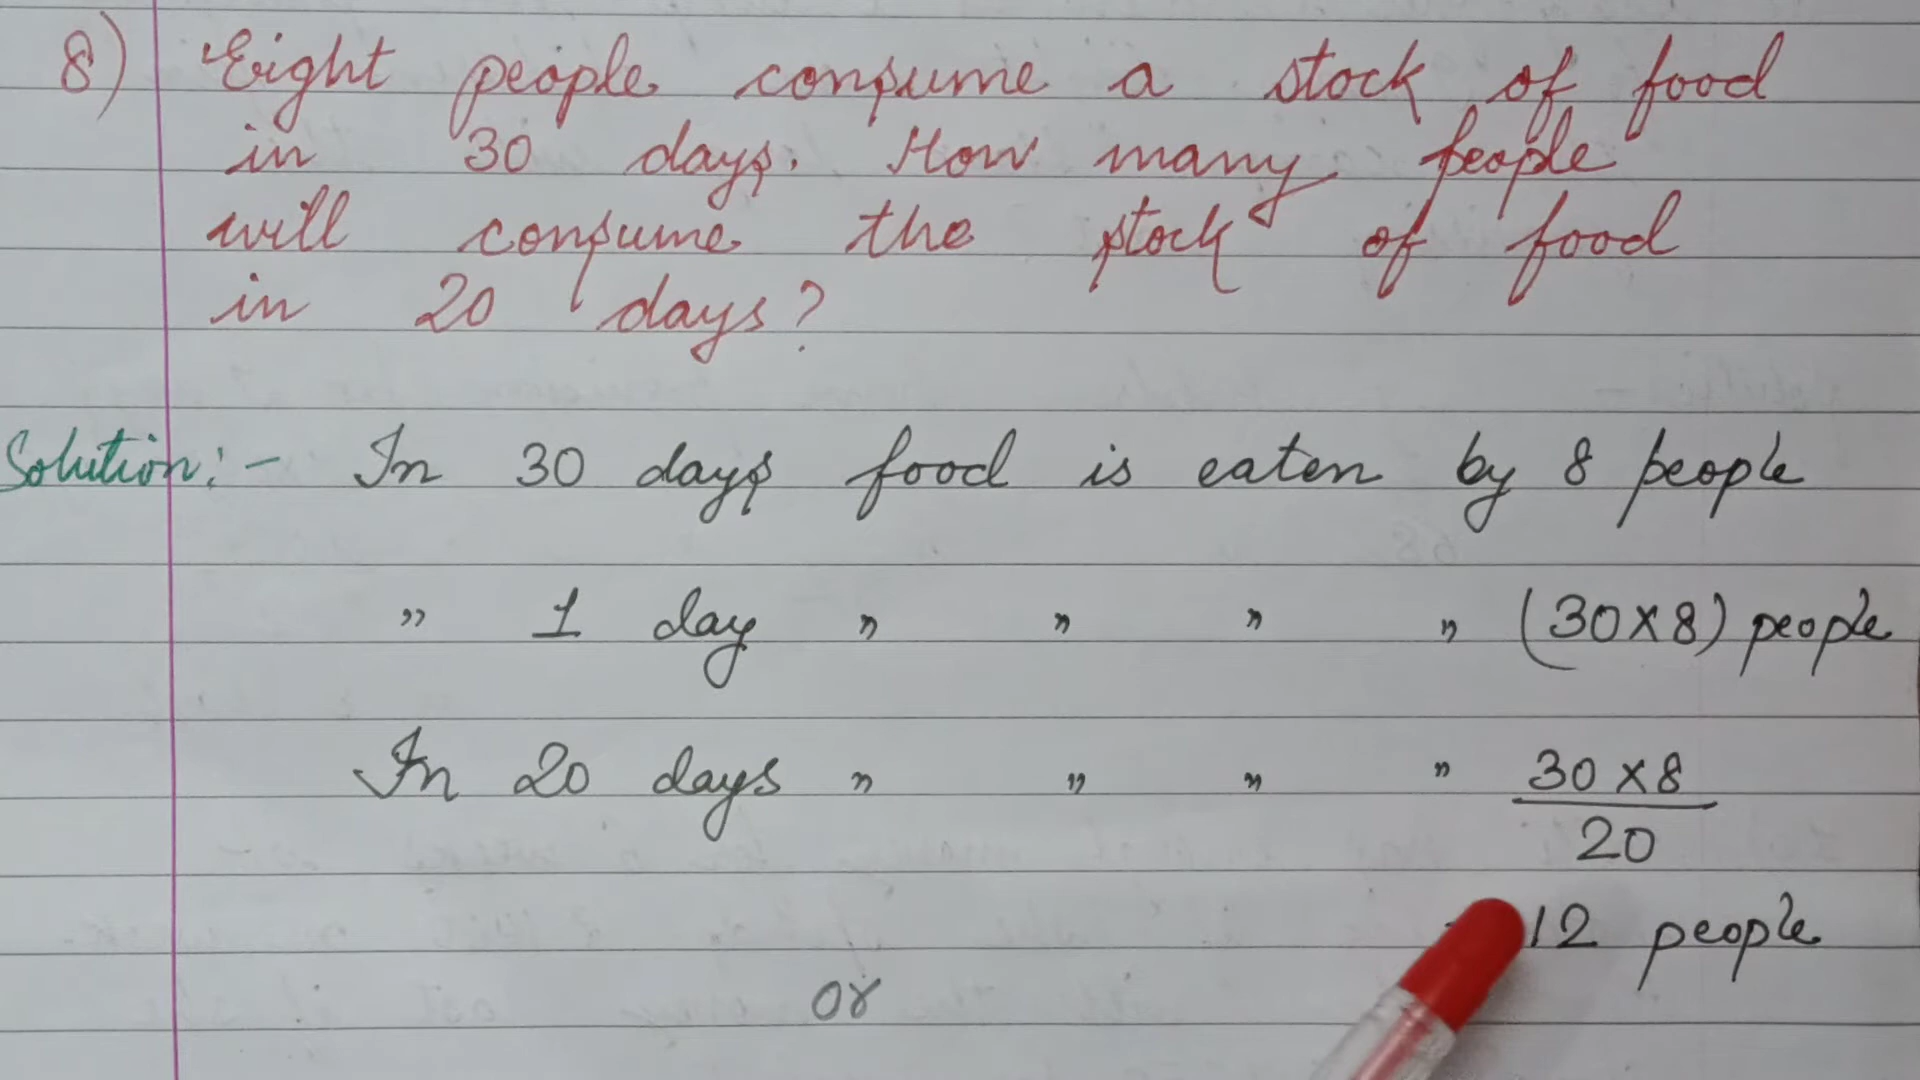 8) Eight people consume a stock of food
in 30 days. How many people
will consume the stock of food
in 20 days?
Solution:- In 30 days food is eaten by 8 people
" 1 day " " " " (30×8) people
In 20 days " " " " 30×8
20
12 people
or